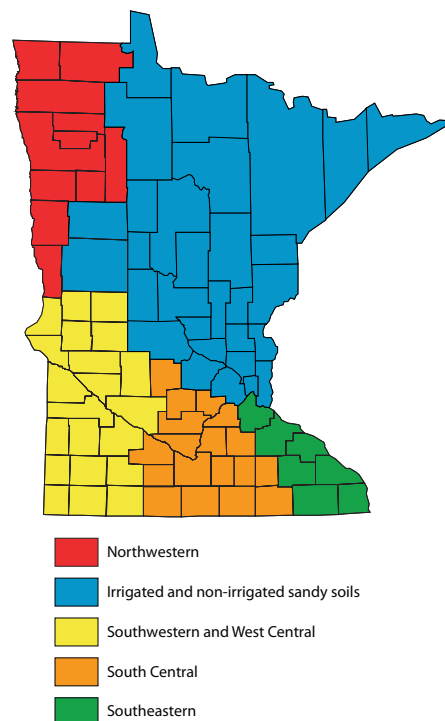 Northwestern
Irrigated and non-irrigated sandy soils
Southwestern and West Central
South Central
Southeastern